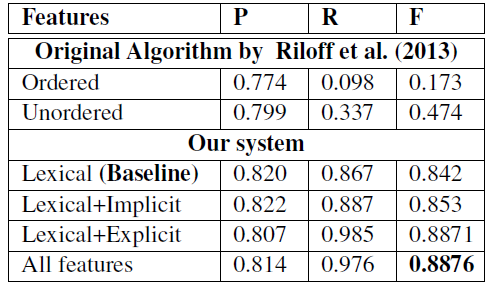 Features P R F
Original Algorithm by Riloff et al. (2013)
Ordered 0.774 0.098 0.173
Unordered 0.799 0.337 0.474
Our system
Lexical (Baseline) 0.820 0.867 0.842
Lexical+Implicit 0.822 0.887 0.853
Lexical+Explicit 0.807 0.985 0.8871
All features 0.814 0.976 0.8876